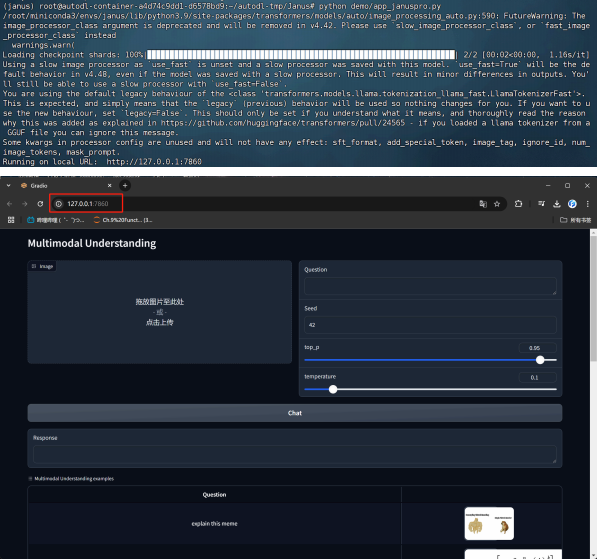 (janus) root@autodl-container-a4d74c9dd1-d6578bd9:~/autodl-tmp/Janus# python demo/app_januspro.py
/root/miniconda3/envs/janus/lib/python3.9/site-packages/transformers/models/auto/image_processing_auto.py:590: FutureWarning: The
image_processor_class argument is deprecated and will be removed in v4.42. Please use `slow_image_processor_class`, or `fast_image
_processor_class` instead
warnings.warn(
Loading checkpoint shards: 100%| | 2/2 [00:02<00:00, 1.16s/it]
Using a slow image processor as `use_fast` is unset and a slow processor was saved with this model. `use_fast=True` will be the de
fault behavior in v4.48, even if the model was saved with a slow processor. This will result in minor differences in outputs. You'
ll still be able to use a slow processor with `use_fast=False`.
You are using the default legacy behaviour of the <class 'transformers.models.llama.tokenization_llama_fast.LlamaTokenizerFast'>.
This is expected, and simply means that the `legacy` (previous) behavior will be used so nothing changes for you. If you want to u
se the new behaviour, set `legacy=False`. This should only be set if you understand what it means, and thoroughly read the reason
why this was added as explained in https://github.com/huggingface/transformers/pull/24565 - if you loaded a llama tokenizer from a
GGUF file you can ignore this message.
Some kwargs in processor config are unused and will not have any effect: sft_format, add_special_token, image_tag, ignore_id, num_
image_tokens, mask_prompt.
Running on local URL: http://127.0.0.1:7860
Gradio
127.0.0.1:7860
Ch.9%20Funct... (3...
所有书签
Multimodal Understanding
Image
拖放图片至此处
- 或 -
点击上传
Question
Seed
42
top_p
0.95
temperature
0.1
Chat
Response
Multimodal Understanding examples
Question
explain this meme